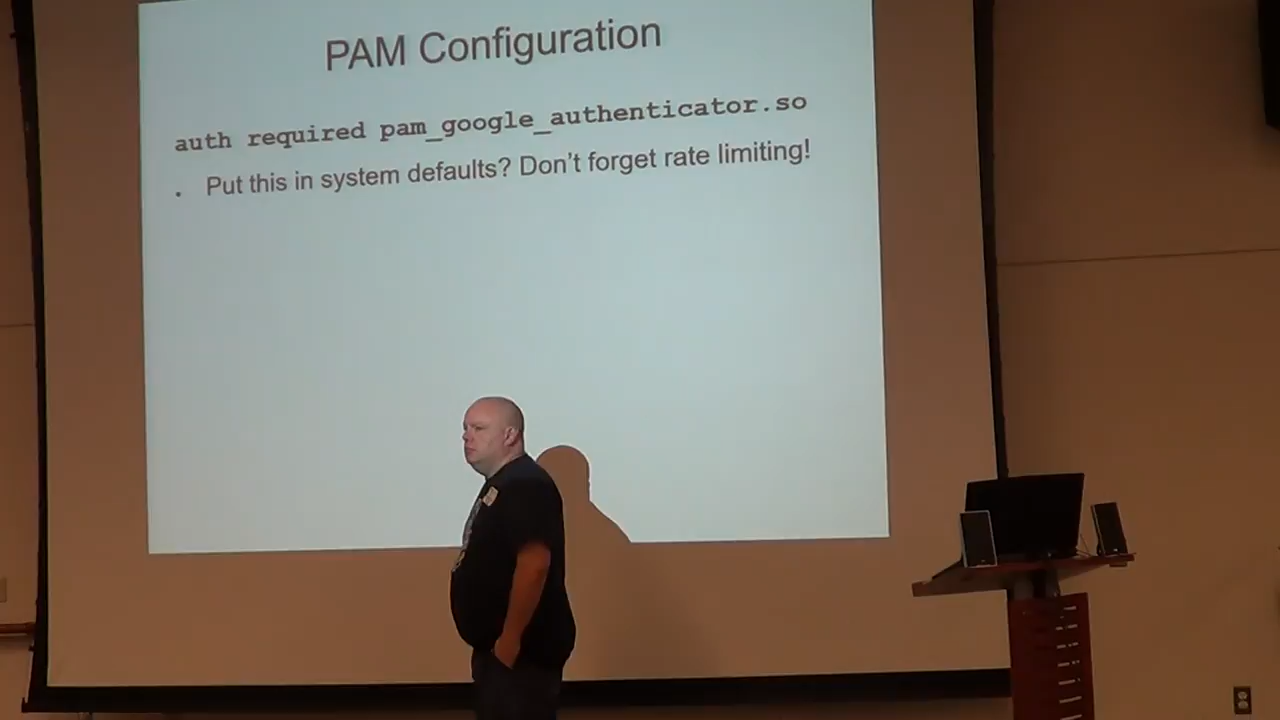 PAM Configuration
auth required pam_google_authenticator.so
. Put this in system defaults? Don't forget rate limiting!